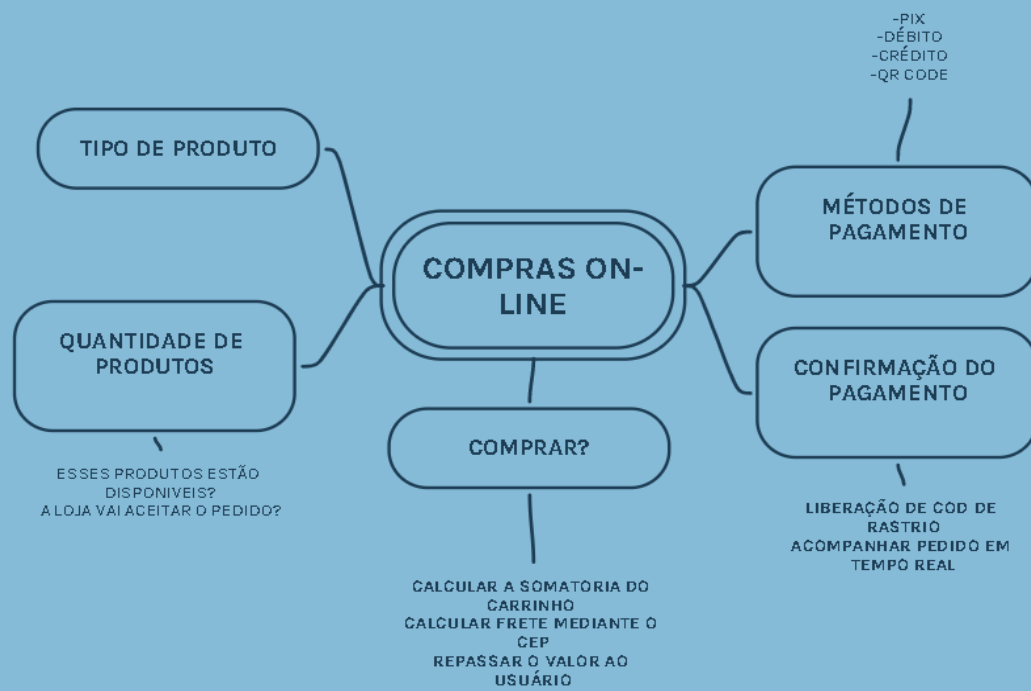 -PIX
-DÉBITO
-CRÉDITO
-QR CODE
TIPO DE PRODUTO
MÉTODOS DE
PAGAMENTO
COMPRAS ON-
LINE
QUANTIDADE DE
PRODUTOS
CONFIRMAÇÃO DO
PAGAMENTO
COMPRAR?
ESSES PRODUTOS ESTÃO
DISPONIVEIS?
A LOJA VAI ACEITAR O PEDIDO?
LIBERAÇÃO DE COD DE
RASTRIO
ACOMPANHAR PEDIDO EM
TEMPO REAL
CALCULAR A SOMATORIA DO
CARRINHO
CALCULAR FRETE MEDIANTE O
CEP
REPASSAR O VALOR AO
USUÁRIO